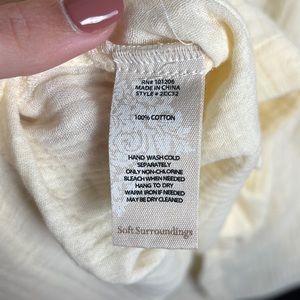 RN# 101206
MADE IN CHINA
STYLE # 2EC32
100% COTTON
HAND WASH COLD
SEPARATELY
ONLY NON-CHLORINE
BLEACH WHEN NEEDED
HANG TO DRY
WARM IRON IF NEEDED
MAY BE DRY CLEANED
Soft Surroundings